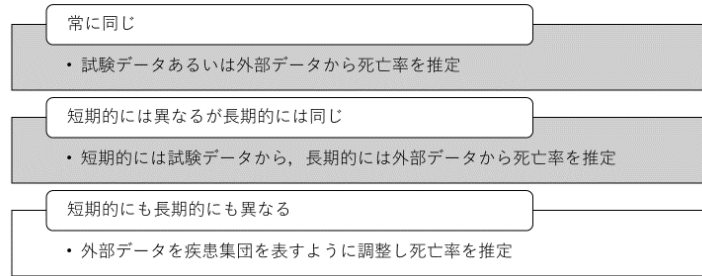 常に同じ
• 試験データあるいは外部データから死亡率を推定
短期的には異なるが長期的には同じ
• 短期的には試験データから，長期的には外部データから死亡率を推定
短期的にも長期的にも異なる
• 外部データを疾患集団を表すように調整し死亡率を推定